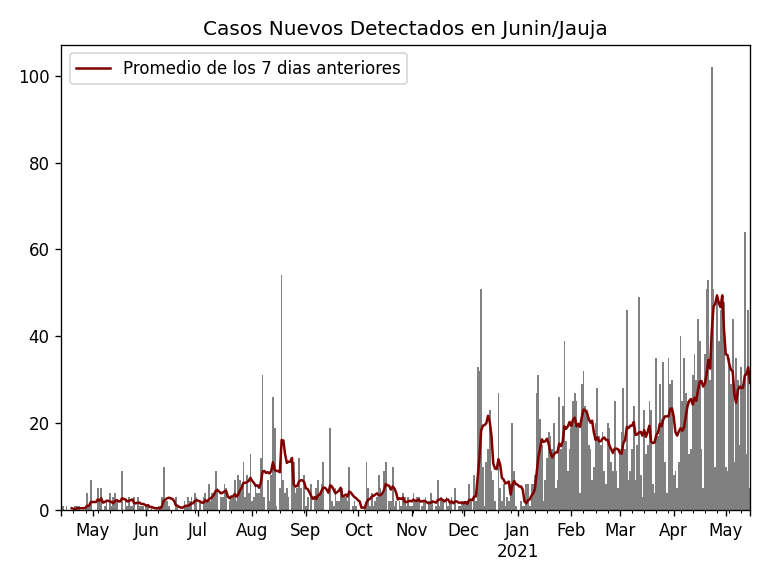 Casos Nuevos Detectados en Junin/Jauja
Promedio de los 7 dias anteriores
100
80
60
40
20
0
May Jun Jul Aug Sep Oct Nov Dec Jan Feb Mar Apr May
2021